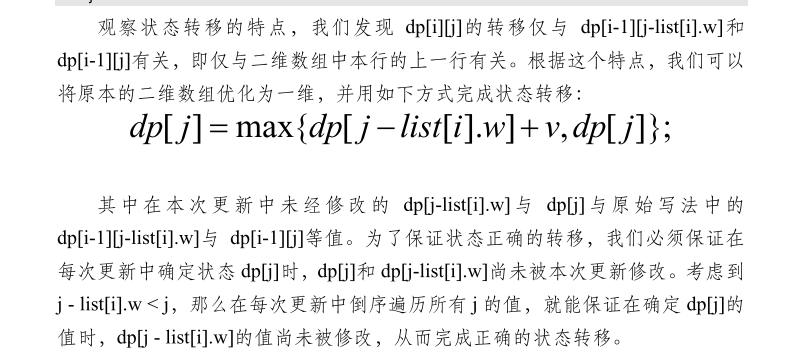 观察状态转移的特点，我们发现 dp[i][j]的转移仅与 dp[i-1][j-list[i].w]和
dp[i-1][j]有关，即仅与二维数组中本行的上一行有关。根据这个特点，我们可以
将原本的二维数组优化为一维，并用如下方式完成状态转移：
dp[j]=max{dp[j−list[i].w]+v,dp[j]};
其中在本次更新中未经修改的 dp[j-list[i].w]与 dp[j]与原始写法中的
dp[i-1][j-list[i].w]与 dp[i-1][j]等值。为了保证状态正确的转移，我们必须保证在
每次更新中确定状态 dp[j]时，dp[j]和 dp[j-list[i].w]尚未被本次更新修改。考虑到
j - list[i].w < j，那么在每次更新中倒序遍历所有 j 的值，就能保证在确定 dp[j]的
值时，dp[j - list[i].w]的值尚未被修改，从而完成正确的状态转移。